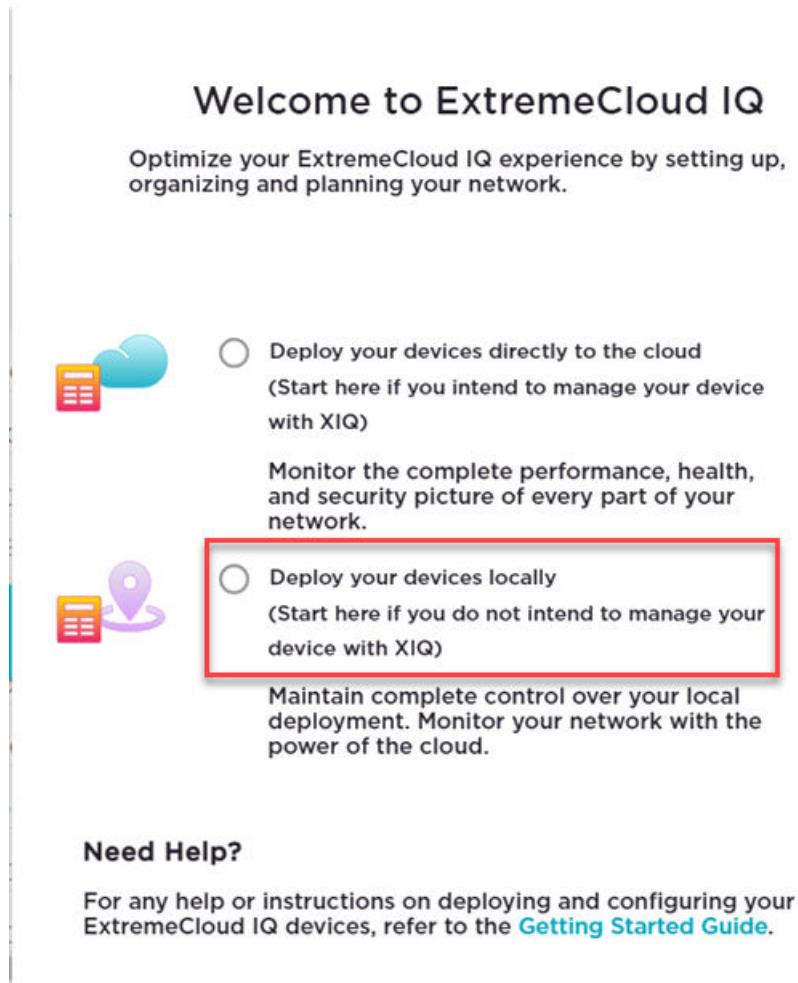 Welcome to ExtremeCloud IQ
Optimize your ExtremeCloud IQ experience by setting up,
organizing and planning your network.
Deploy your devices directly to the cloud
(Start here if you intend to manage your device
with XIQ)
Monitor the complete performance, health,
and security picture of every part of your
network.
Deploy your devices locally
(Start here if you do not intend to manage your
device with XIQ)
Maintain complete control over your local
deployment. Monitor your network with the
power of the cloud.
Need Help?
For any help or instructions on deploying and configuring your
ExtremeCloud IQ devices, refer to the Getting Started Guide.